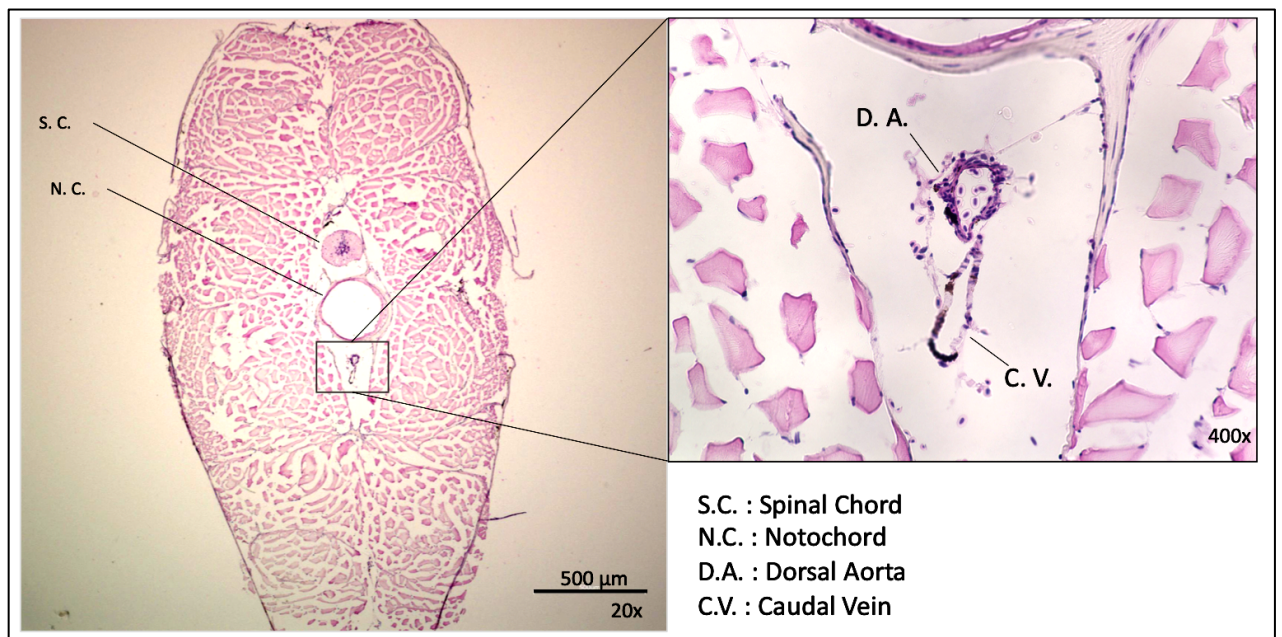 S. C.
N. C.
500 µm
20x
D. A.
C. V.
400x
S.C. : Spinal Chord
N.C. : Notochord
D.A. : Dorsal Aorta
C.V. : Caudal Vein